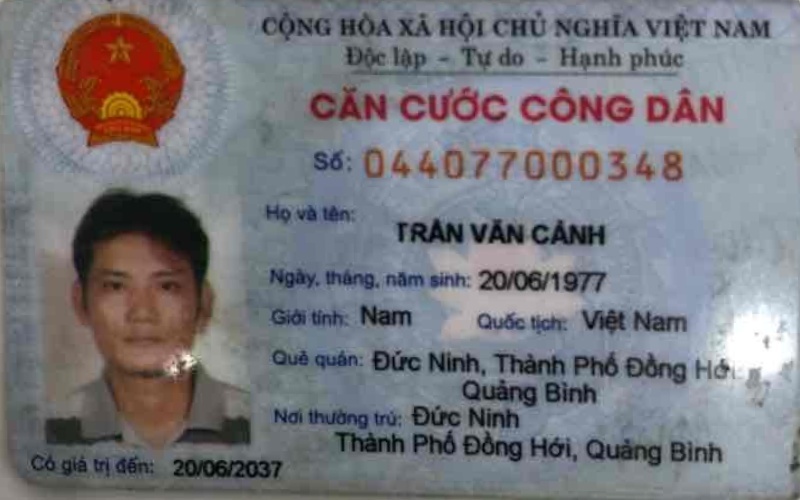 CỘNG HÒA XÃ HỘI CHỦ NGHĨA VIỆT NAM
Độc lập - Tự do - Hạnh phúc
CĂN CƯỚC CÔNG DÂN
Số: 044077000348
Họ và tên:
TRẦN VĂN CẢNH
Ngày, tháng, năm sinh: 20/06/1977
Giới tính: Nam Quốc tịch: Việt Nam
Quê quán: Đức Ninh, Thành Phố Đồng Hới
Quảng Bình
Nơi thường trú: Đức Ninh
Thành Phố Đồng Hới, Quảng Bình
Có giá trị đến: 20/06/2037